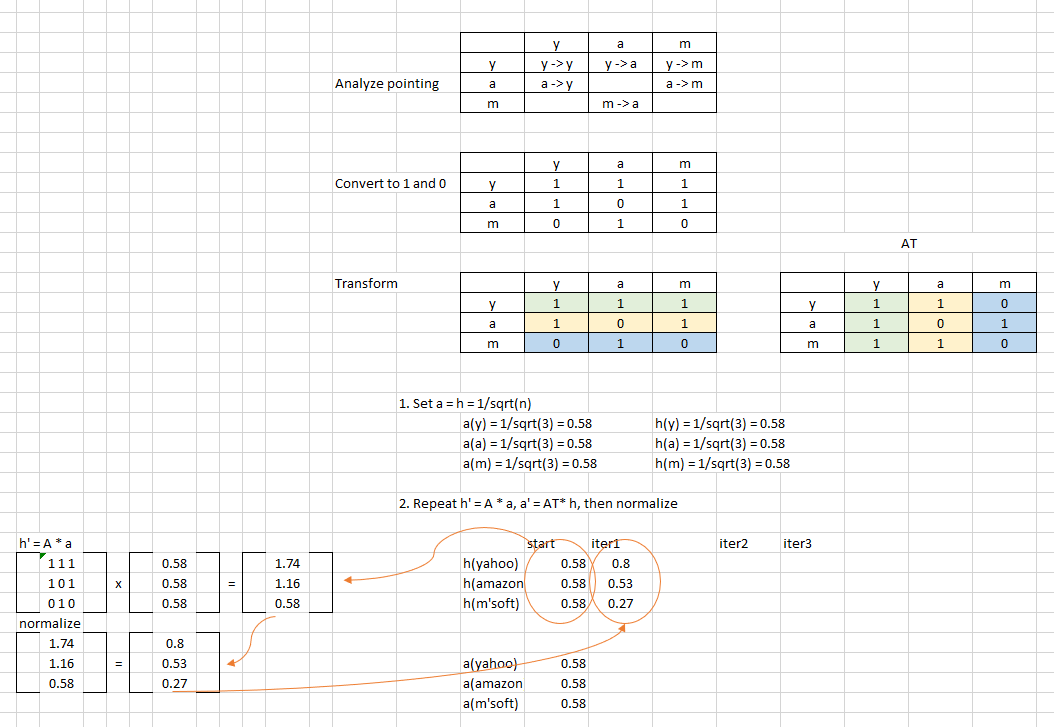 y a m
y y -> y y -> a y -> m
Analyze pointing a a -> y a -> m
m m -> a
y a m
Convert to 1 and 0 y 1 1 1
a 1 0 1
m 0 1 0
AT
Transform y a m y a m
y 1 1 1 y 1 1 0
a 1 0 1 a 1 0 1
m 0 1 0 m 1 1 0
1. Set a = h = 1/sqrt(n)
a(y) = 1/sqrt(3) = 0.58 h(y) = 1/sqrt(3) = 0.58
a(a) = 1/sqrt(3) = 0.58 h(a) = 1/sqrt(3) = 0.58
a(m) = 1/sqrt(3) = 0.58 h(m) = 1/sqrt(3) = 0.58
2. Repeat h' = A * a, a' = AT* h, then normalize
h' = A * a start iter1 iter2 iter3
1 1 1 0.58 1.74 h(yahoo) 0.58 0.8
1 0 1 x 0.58 = 1.16 h(amazon 0.58 0.53
0 1 0 0.58 0.58 h(m'soft) 0.58 0.27
normalize
1.74 0.8
1.16 = 0.53 a(yahoo) 0.58
0.58 0.27 a(amazon 0.58
a(m'soft) 0.58